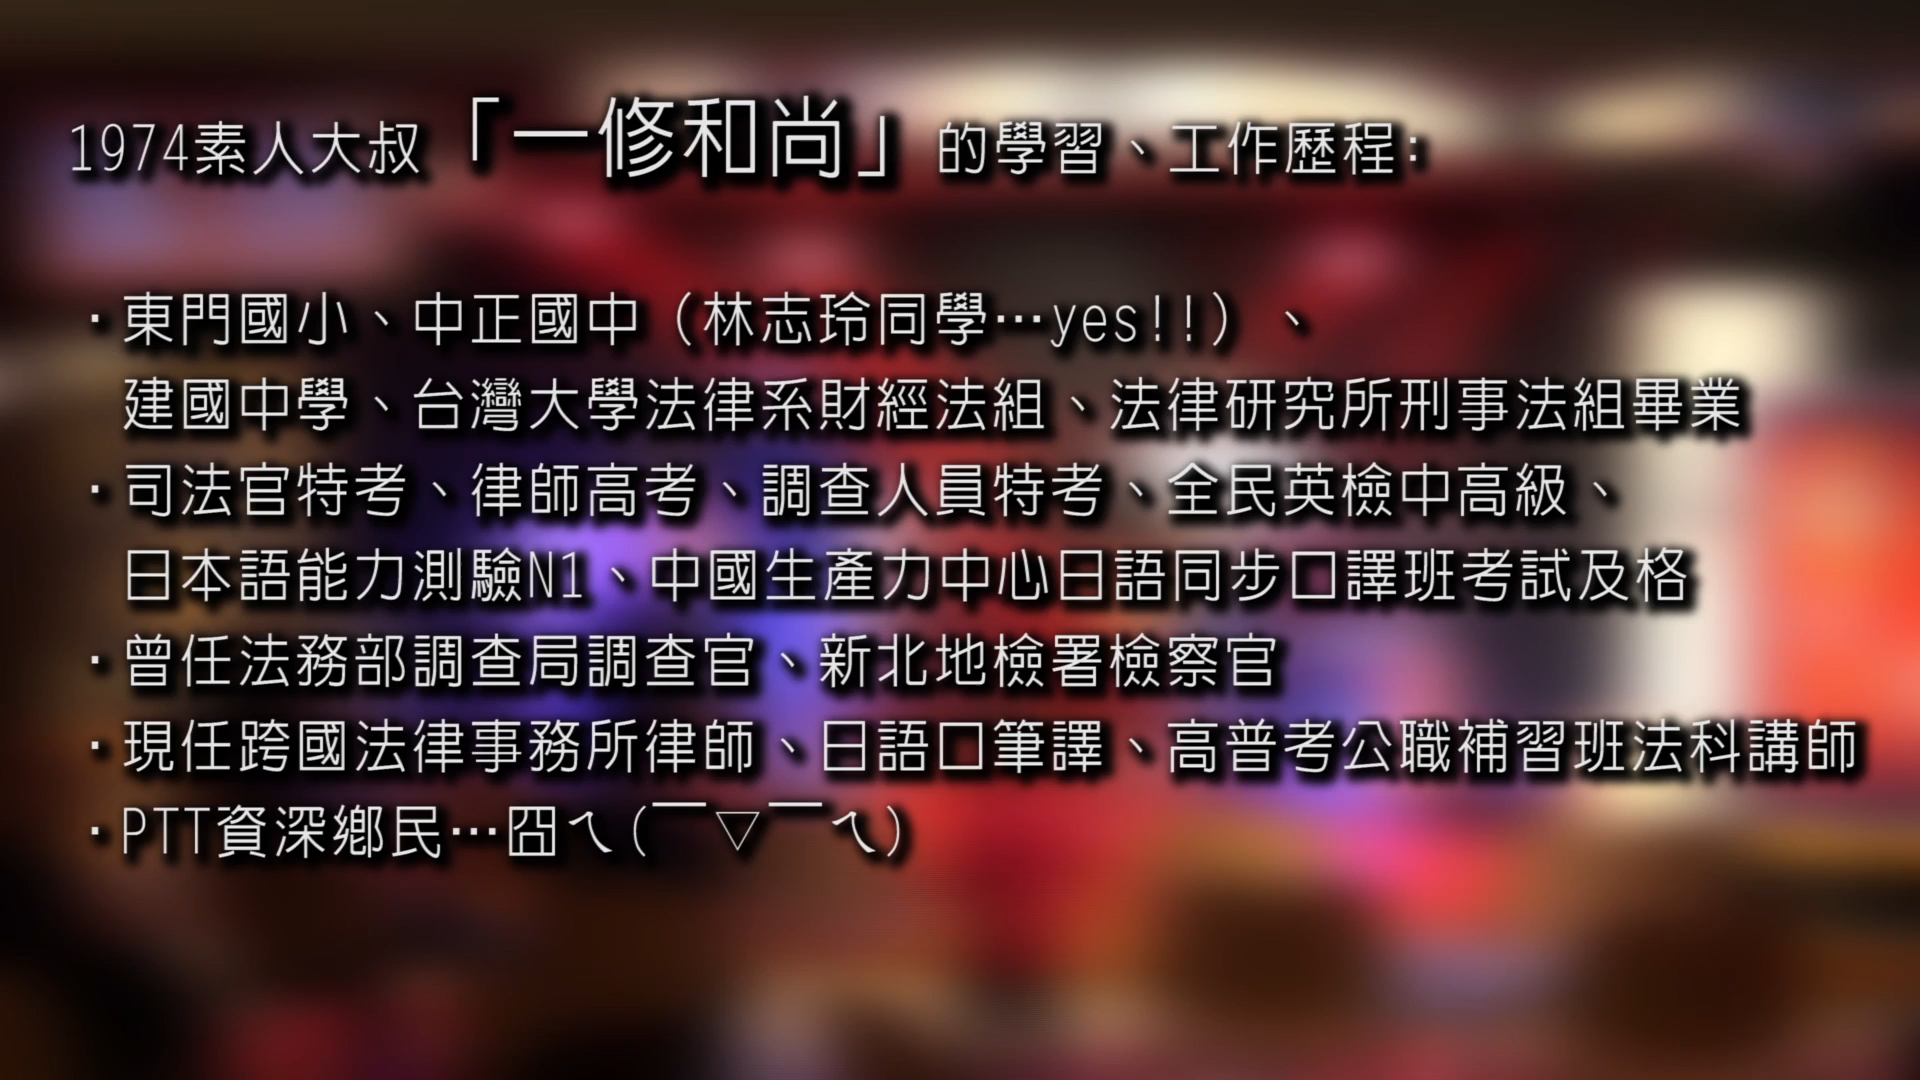 1974素人大叔「一修和尚」的學習、工作歷程:
·東門國小、中正國中（林志玲同學…yes!!）、
建國中學、台灣大學法律系財經法組、法律研究所刑事法組畢業
·司法官特考、律師高考、調查人員特考、全民英檢中高級、
日本語能力測驗N1、中國生產力中心日語同步口譯班考試及格
·曾任法務部調查局調查官、新北地檢署檢察官
·現任跨國法律事務所律師、日語口筆譯、高普考公職補習班法科講師
·PTT資深鄉民…囧ㄟ(￣▽￣ㄟ)